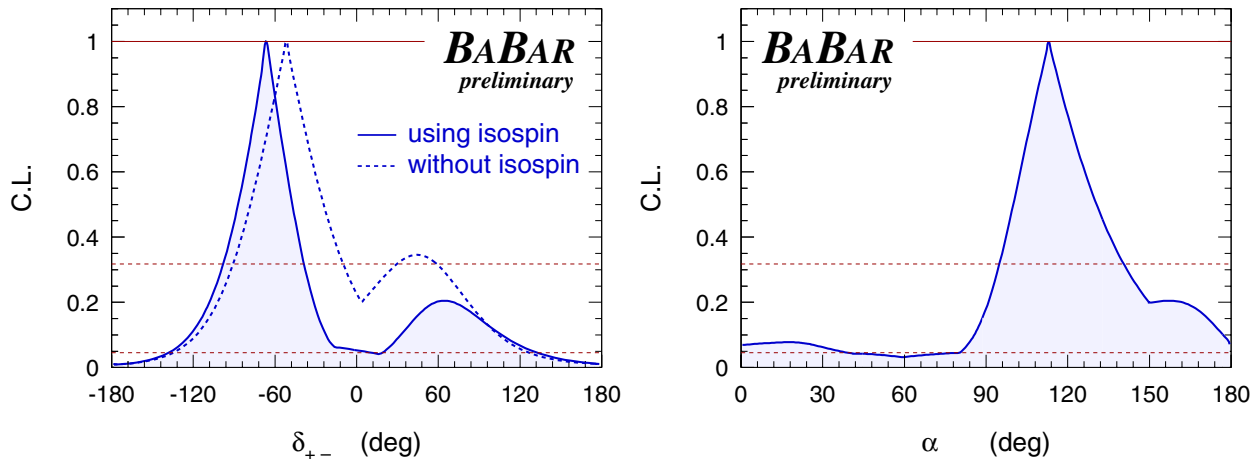 BABAR
preliminary
using isospin
without isospin
C.L.
1
0.8
0.6
0.4
0.2
0
-180 -120 -60 0 60 120 180
δ+– (deg)
BABAR
preliminary
C.L.
1
0.8
0.6
0.4
0.2
0
0 30 60 90 120 150 180
α (deg)